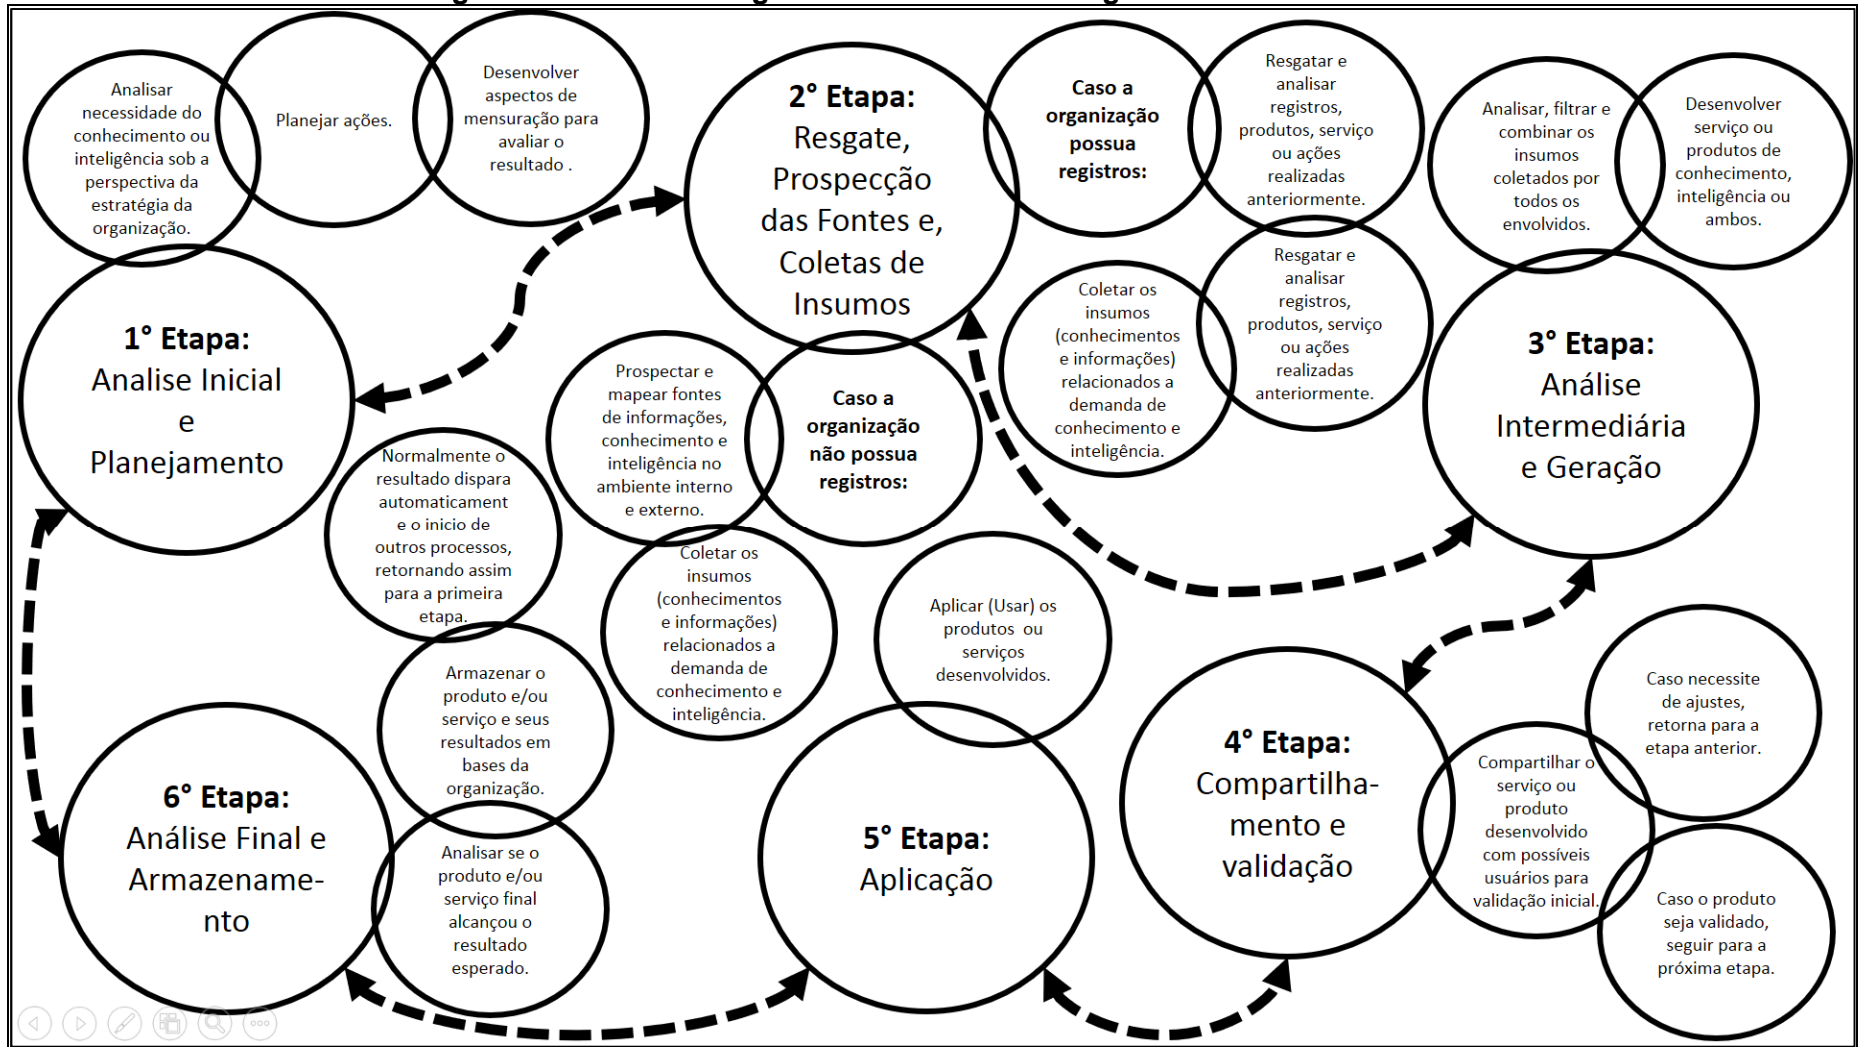 Analisar
necessidade do
conhecimento ou
inteligência sob a
perspectiva da
estratégia da
organização.
Planejar ações.
Desenvolver
aspectos de
mensuração para
avaliar o
resultado .
1° Etapa:
Analise Inicial
e
Planejamento
2° Etapa:
Resgate,
Prospecção
das Fontes e,
Coletas de
Insumos
Caso a
organização
possua
registros:
Resgatar e
analisar
registros,
produtos, serviço
ou ações
realizadas
anteriormente.
Resgatar e
analisar
registros,
produtos, serviço
ou ações
realizadas
anteriormente.
Coletar os
insumos
(conhecimentos
e informações)
relacionados a
demanda de
conhecimento e
inteligência.
Caso a
organização
não possua
registros:
Prospectar e
mapear fontes
de informações,
conhecimento e
inteligência no
ambiente interno
e externo.
Coletar os
insumos
(conhecimentos
e informações)
relacionados a
demanda de
conhecimento e
inteligência.
Analisar, filtrar e
combinar os
insumos
coletados por
todos os
envolvidos.
Desenvolver
serviço ou
produtos de
conhecimento,
inteligência ou
ambos.
3° Etapa:
Análise
Intermediária
e Geração
4° Etapa:
Compartilha-
mento e
validação
Compartilhar o
serviço ou
produto
desenvolvido
com possíveis
usuários para
validação inicial.
Caso necessite
de ajustes,
retorna para a
etapa anterior.
Caso o produto
seja validado,
seguir para a
próxima etapa.
Aplicar (Usar) os
produtos ou
serviços
desenvolvidos.
5° Etapa:
Aplicação
6° Etapa:
Análise Final e
Armazename-
nto
Analisar se o
produto e/ou
serviço final
alcançou o
resultado
esperado.
Armazenar o
produto e/ou
serviço e seus
resultados em
bases da
organização.
Normalmente o
resultado dispara
automaticament
e o inicio de
outros processos,
retornando assim
para a primeira
etapa.